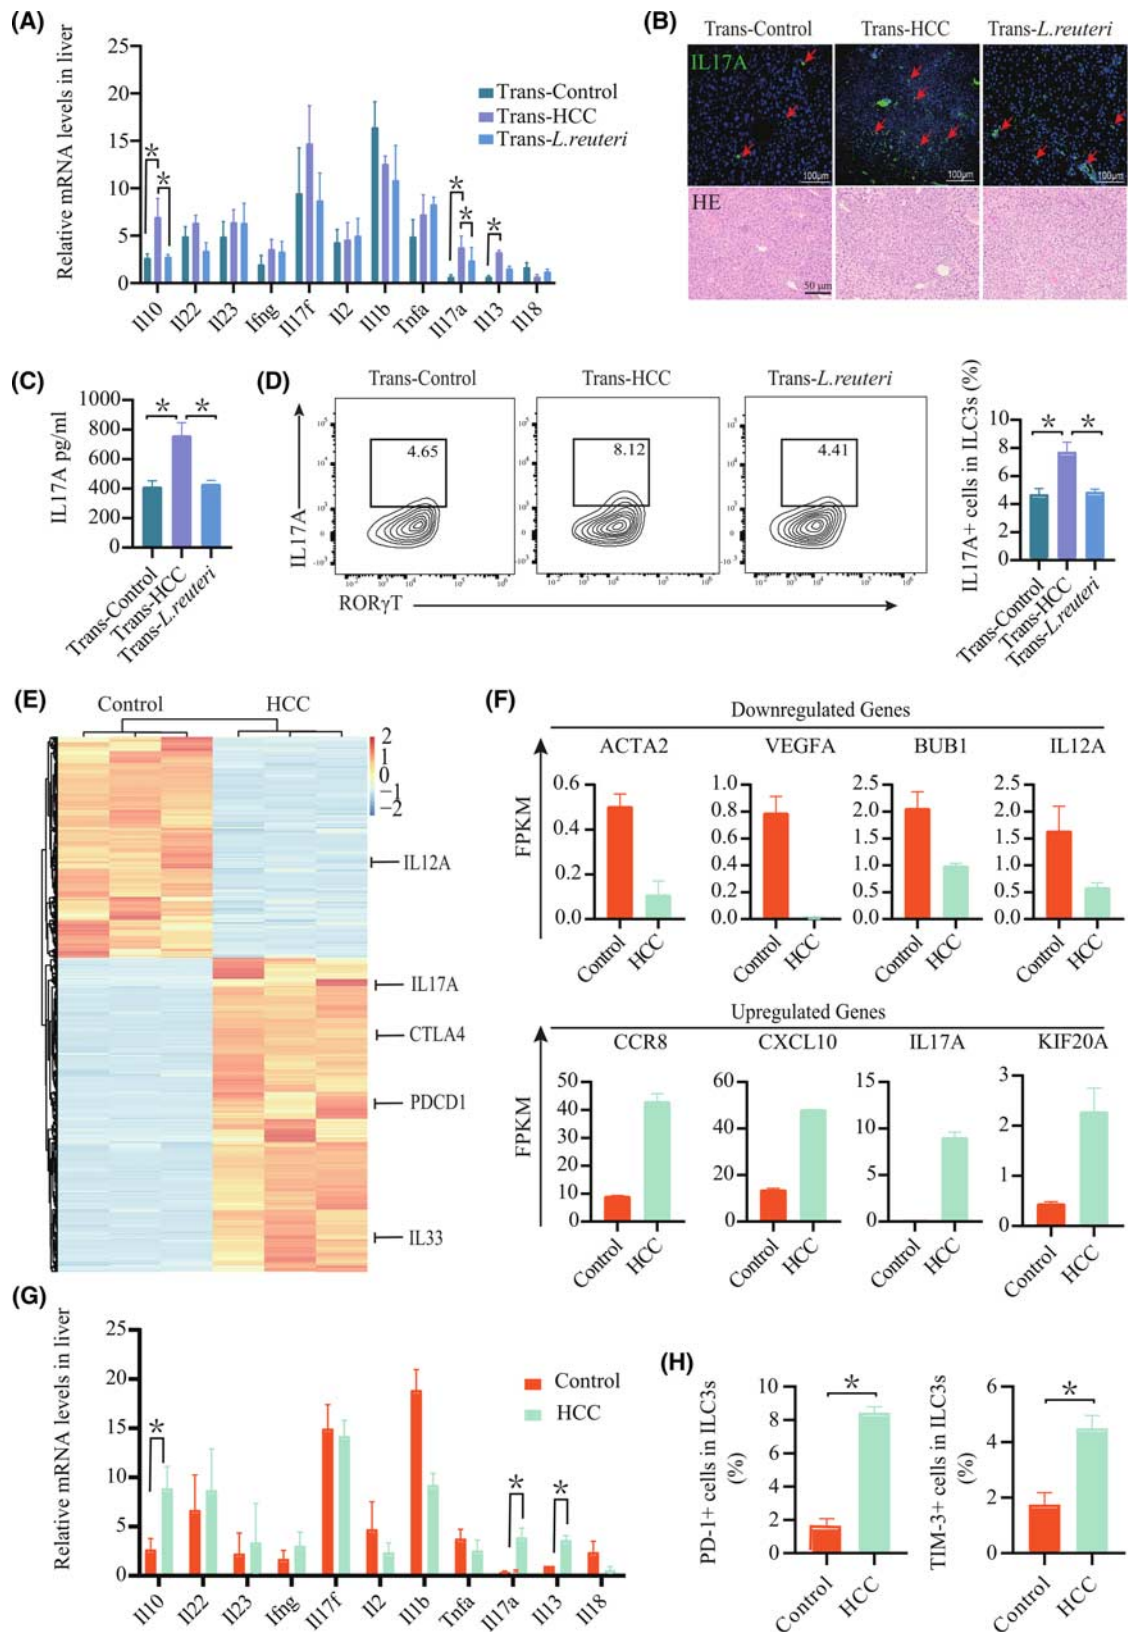 (A)
Relative mRNA levels in liver
25
20
15
10
5
0
Trans-Control
Trans-HCC
Trans-L.reuteri
*
*
*
*
*
Il10
Il22
Il23
Ifng
Il17f
Il2
Il1b
Tnfa
Il17a
Il13
Il18
(B)
Trans-Control
Trans-HCC
Trans-L.reuteri
IL17A
100μm
100μm
100μm
HE
50 μm
(C)
IL17A pg/ml
1000
800
600
400
200
0
*
*
Trans-Control
Trans-HCC
Trans-L.reuteri
(D)
Trans-Control
Trans-HCC
Trans-L.reuteri
4.65
8.12
4.41
IL17A
RORγT
IL17A+ cells in ILC3s (%)
10
8
6
4
2
0
*
*
Trans-Control
Trans-HCC
Trans-L.reuteri
(E)
Control
HCC
2
1
0
−1
−2
IL12A
IL17A
CTLA4
PDCD1
IL33
(F)
Downregulated Genes
ACTA2
VEGFA
BUB1
IL12A
FPKM
0.6
0.4
0.2
0.0
1.0
0.8
0.6
0.4
0.2
0.0
2.5
2.0
1.5
1.0
0.5
0.0
2.5
2.0
1.5
1.0
0.5
0.0
Control
HCC
Control
HCC
Control
HCC
Control
HCC
Upregulated Genes
CCR8
CXCL10
IL17A
KIF20A
FPKM
50
40
30
20
10
0
60
40
20
0
15
10
5
0
3
2
1
0
Control
HCC
Control
HCC
Control
HCC
Control
HCC
(G)
Relative mRNA levels in liver
25
20
15
10
5
0
Control
HCC
*
*
*
Il10
Il22
Il23
Ifng
Il17f
Il2
Il1b
Tnfa
Il17a
Il13
Il18
(H)
PD-1+ cells in ILC3s
(%)
10
8
6
4
2
0
*
Control
HCC
TIM-3+ cells in ILC3s
(%)
6
4
2
0
*
Control
HCC